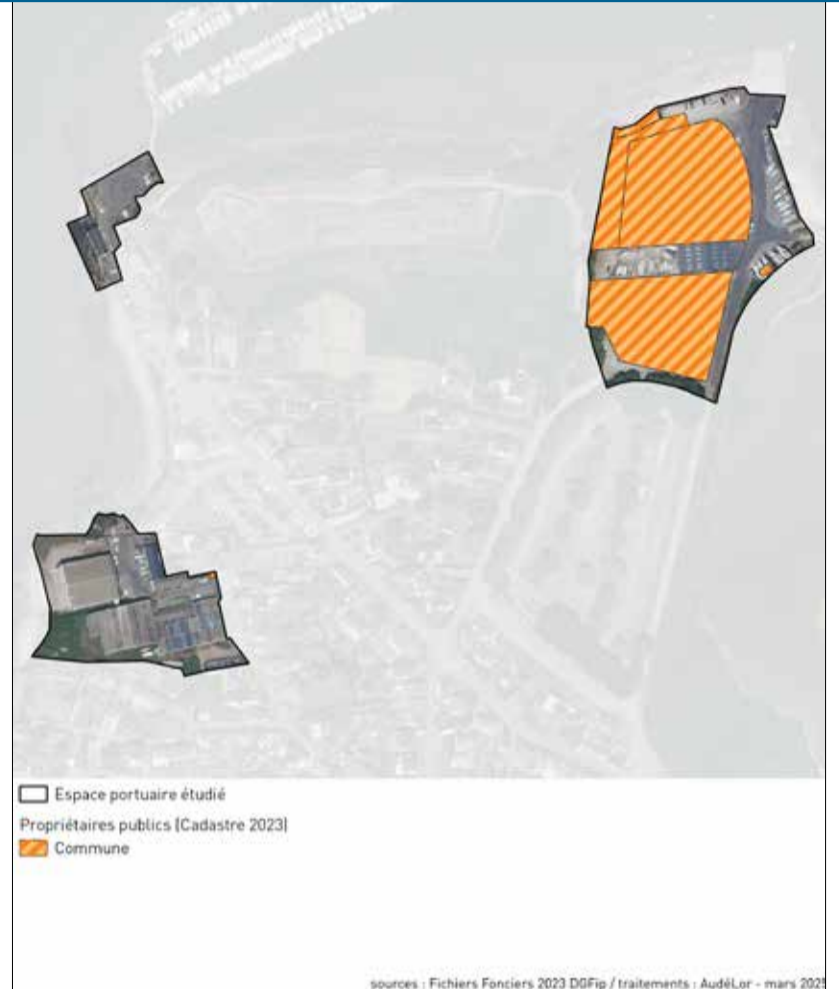 Espace portuaire étudié
Propriétaires publics (Cadastre 2023)
Commune
sources : Fichiers Fonciers 2023 DGFip / traitements : AudéLor - mars 2025